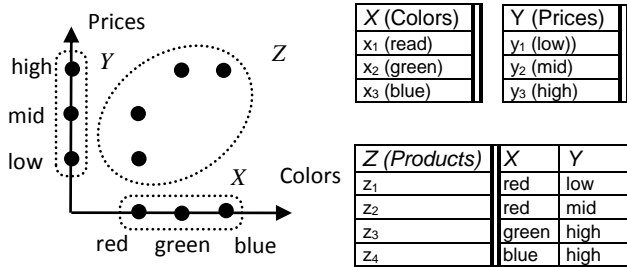 Prices
high
Y
Z
mid
low
X
Colors
red green blue
X (Colors)
x1 (read)
x2 (green)
x3 (blue)
Y (Prices)
y1 (low))
y2 (mid)
y3 (high)
Z (Products) X Y
z1 red low
z2 red mid
z3 green high
z4 blue high